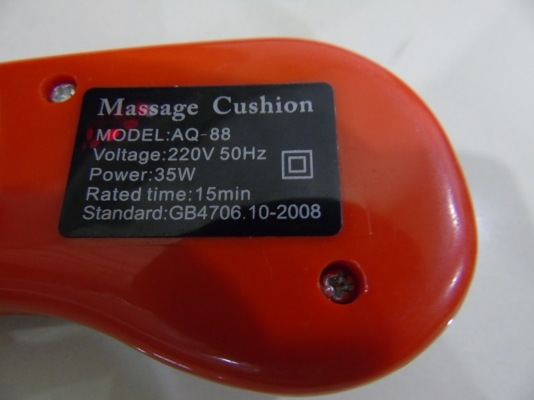 Massage Cushion
MODEL:AQ-88
Voltage:220V 50Hz
Power:35W
Rated time:15min
Standard:GB4706.10-2008